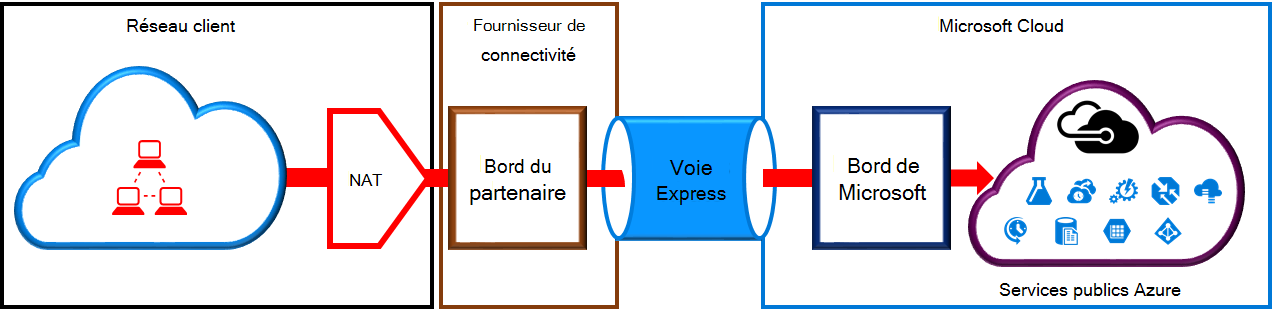 Réseau client
Fournisseur de
connectivité
Microsoft Cloud
NAT
Bord du
partenaire
Voie
Express
Bord de
Microsoft
Services publics Azure